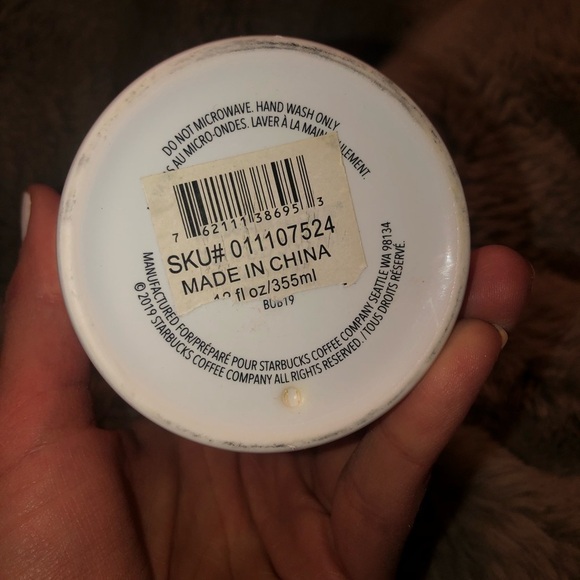 DO NOT MICROWAVE. HAND WASH ONLY.
AU MICRO-ONDES. LAVER À LA MAIN
7 62111 38695 3
SKU# 011107524
MADE IN CHINA
12 fl oz/355ml
MANUFACTURED FOR/PRÉPARÉ POUR STARBUCKS COFFEE COMPANY SEATTLE WA 98134
© 2019 STARBUCKS COFFEE COMPANY ALL RIGHTS RESERVED. / TOUS DROITS RÉSERVÉ.